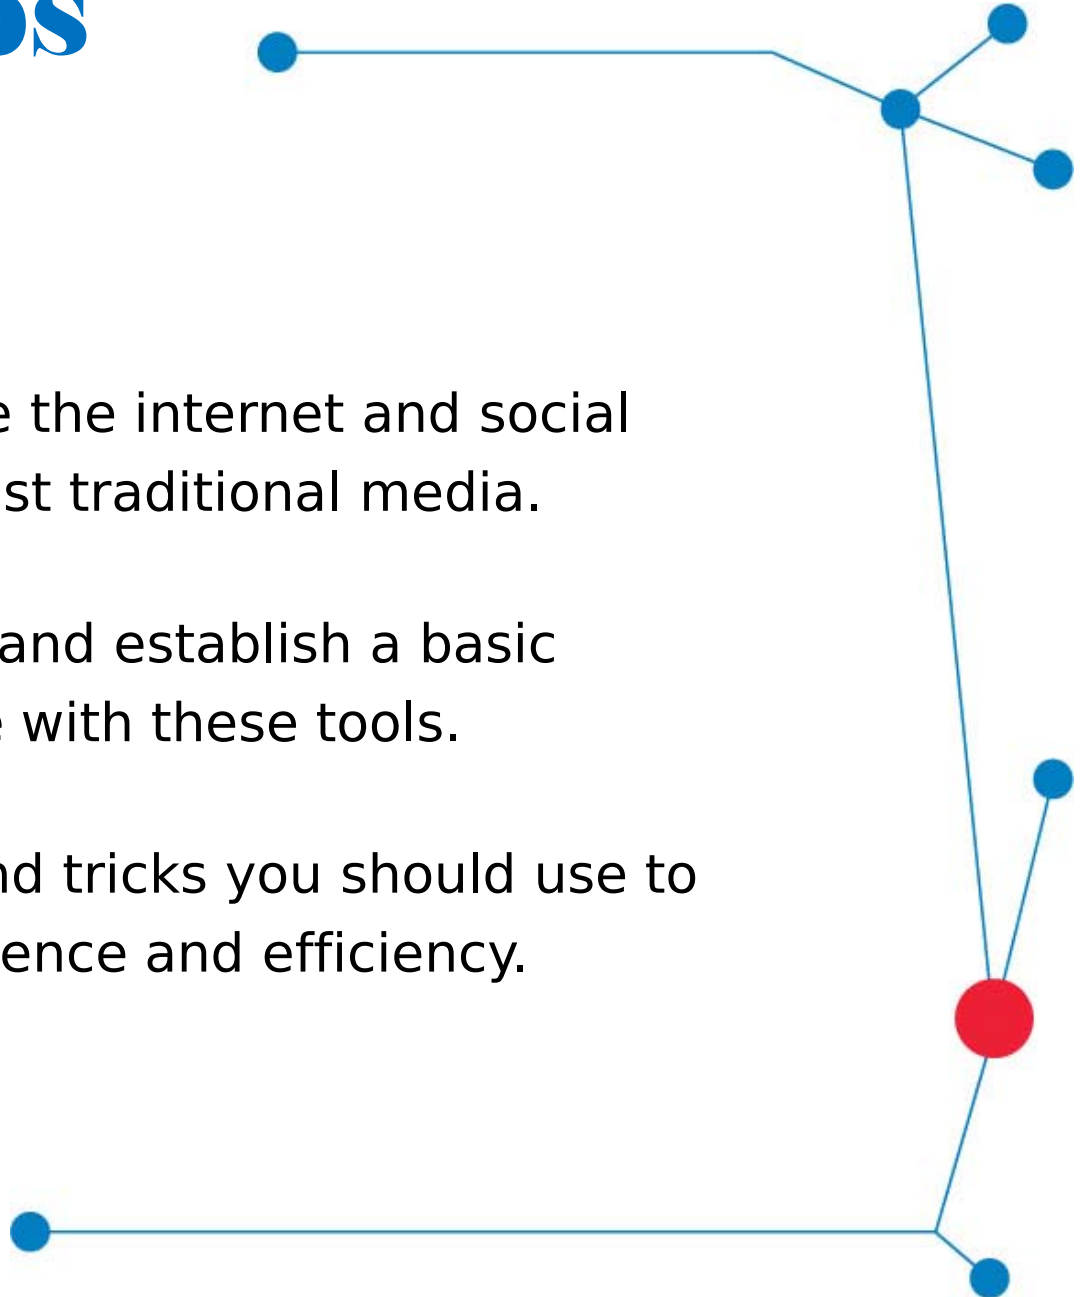 e the internet and social
st traditional media.
and establish a basic
with these tools.
nd tricks you should use to
ence and efficiency.